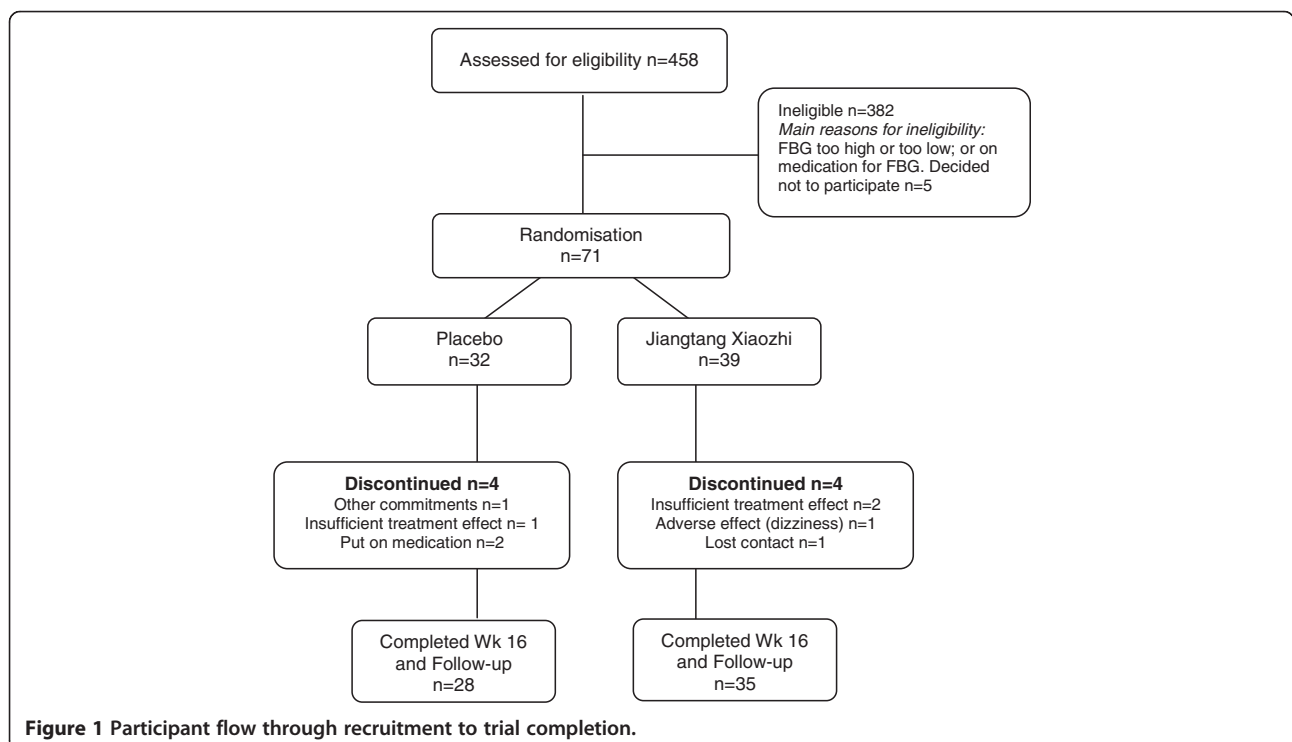 Assessed for eligibility n=458
Ineligible n=382
Main reasons for ineligibility:
FBG too high or too low; or on
medication for FBG. Decided
not to participate n=5
Randomisation
n=71
Placebo
n=32
Jiangtang Xiaozhi
n=39
Discontinued n=4
Other commitments n=1
Insufficient treatment effect n= 1
Put on medication n=2
Discontinued n=4
Insufficient treatment effect n=2
Adverse effect (dizziness) n=1
Lost contact n=1
Completed Wk 16
and Follow-up
n=28
Completed Wk 16
and Follow-up
n=35
Figure 1 Participant flow through recruitment to trial completion.